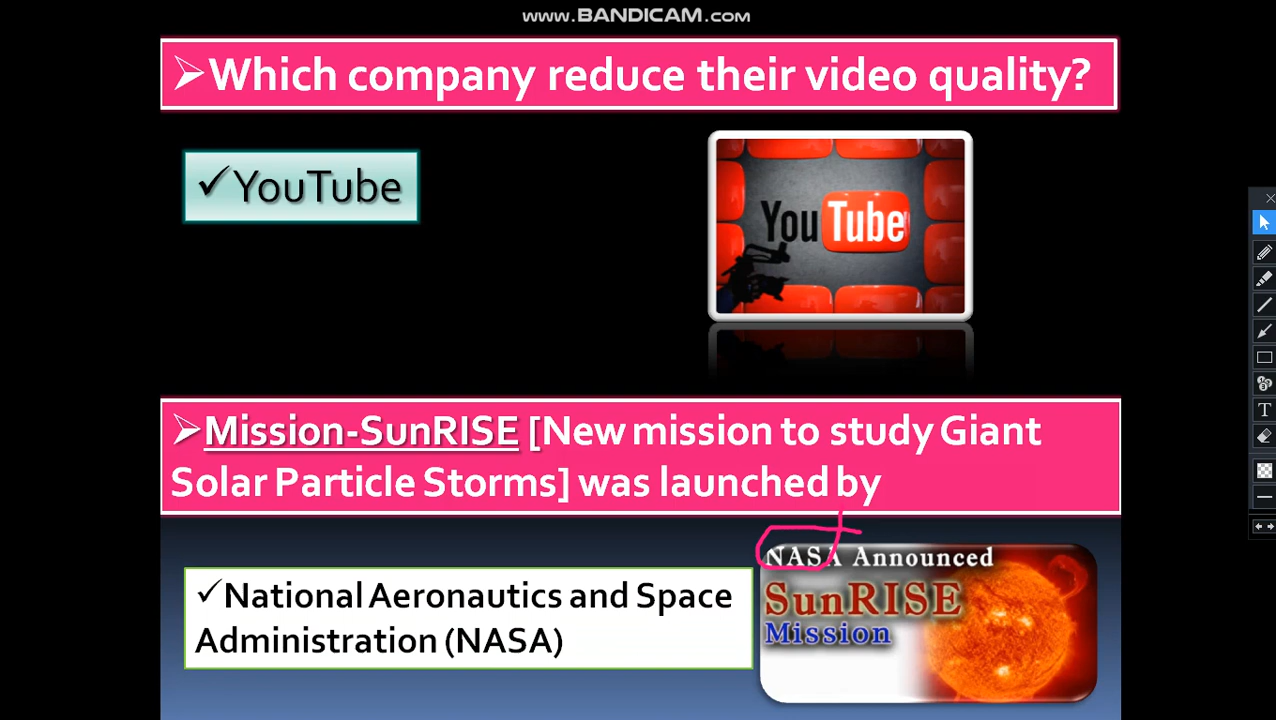 www.BANDICAM.com
➢Which company reduce their video quality?
✓YouTube
YouTube
➢Mission-SunRISE [New mission to study Giant
Solar Particle Storms] was launched by
✓National Aeronautics and Space
Administration (NASA)
NASA Announced
SunRISE
Mission
T